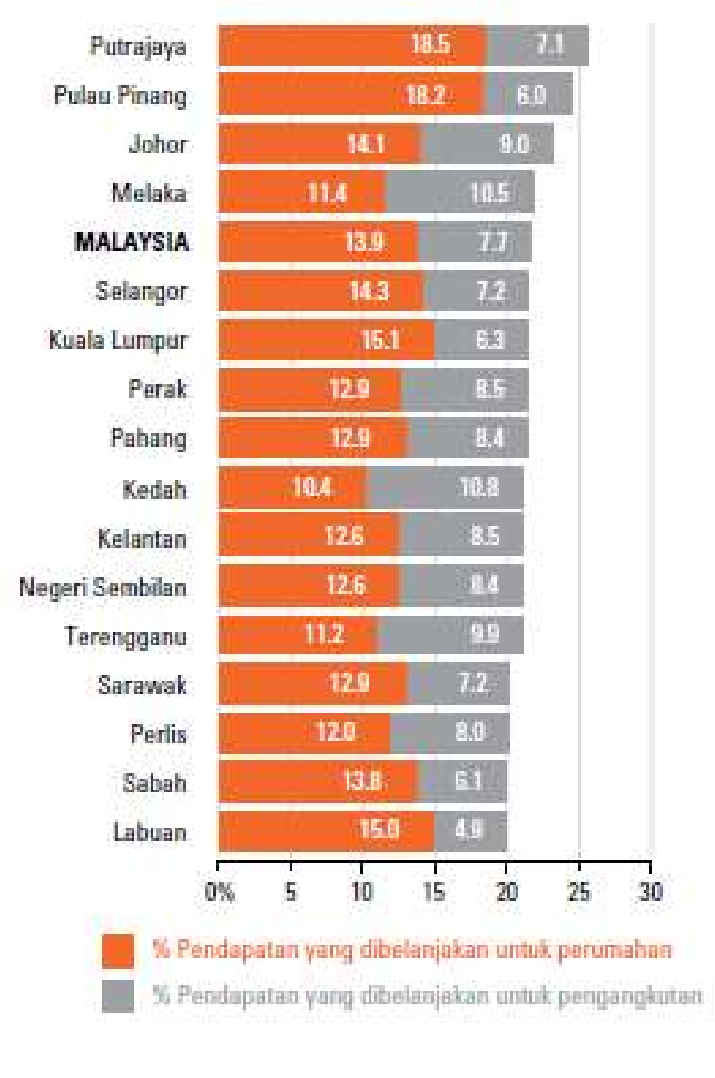 Putrajaya 18.5 7.1
Pulau Pinang 18.2 6.0
Johor 14.1 9.0
Melaka 11.4 10.5
MALAYSIA 13.9 7.7
Selangor 14.3 7.2
Kuala Lumpur 15.1 6.3
Perak 12.9 8.5
Pahang 12.9 8.4
Kedah 10.4 10.8
Kelantan 12.6 8.5
Negeri Sembilan 12.6 8.4
Terengganu 11.2 9.9
Sarawak 12.9 7.2
Perlis 12.0 8.0
Sabah 13.8 6.1
Labuan 15.0 4.9
0% 5 10 15 20 25 30
% Pendapatan yang dibelanjakan untuk perumahan
% Pendapatan yang dibelanjakan untuk pengangkutan